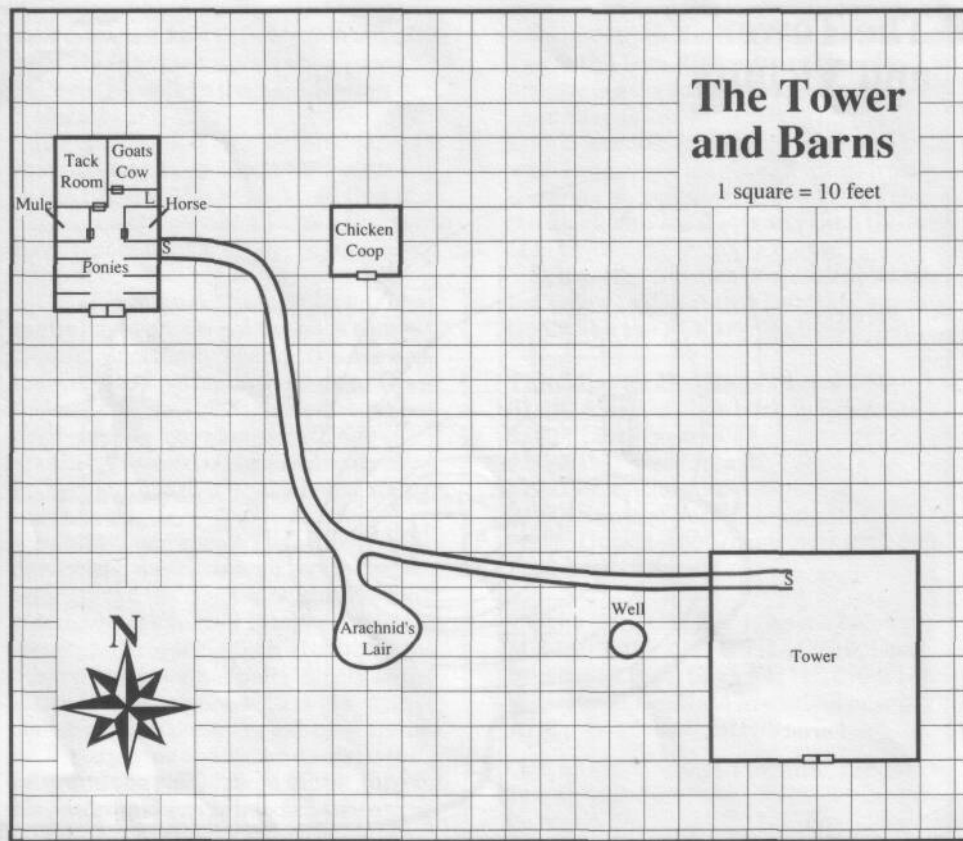 The Tower
and Barns
1 square = 10 feet
Tack
Room
Goats
Cow
L
Mule
Horse
S
Ponies
Chicken
Coop
Arachnid's
Lair
Well
S
Tower
N